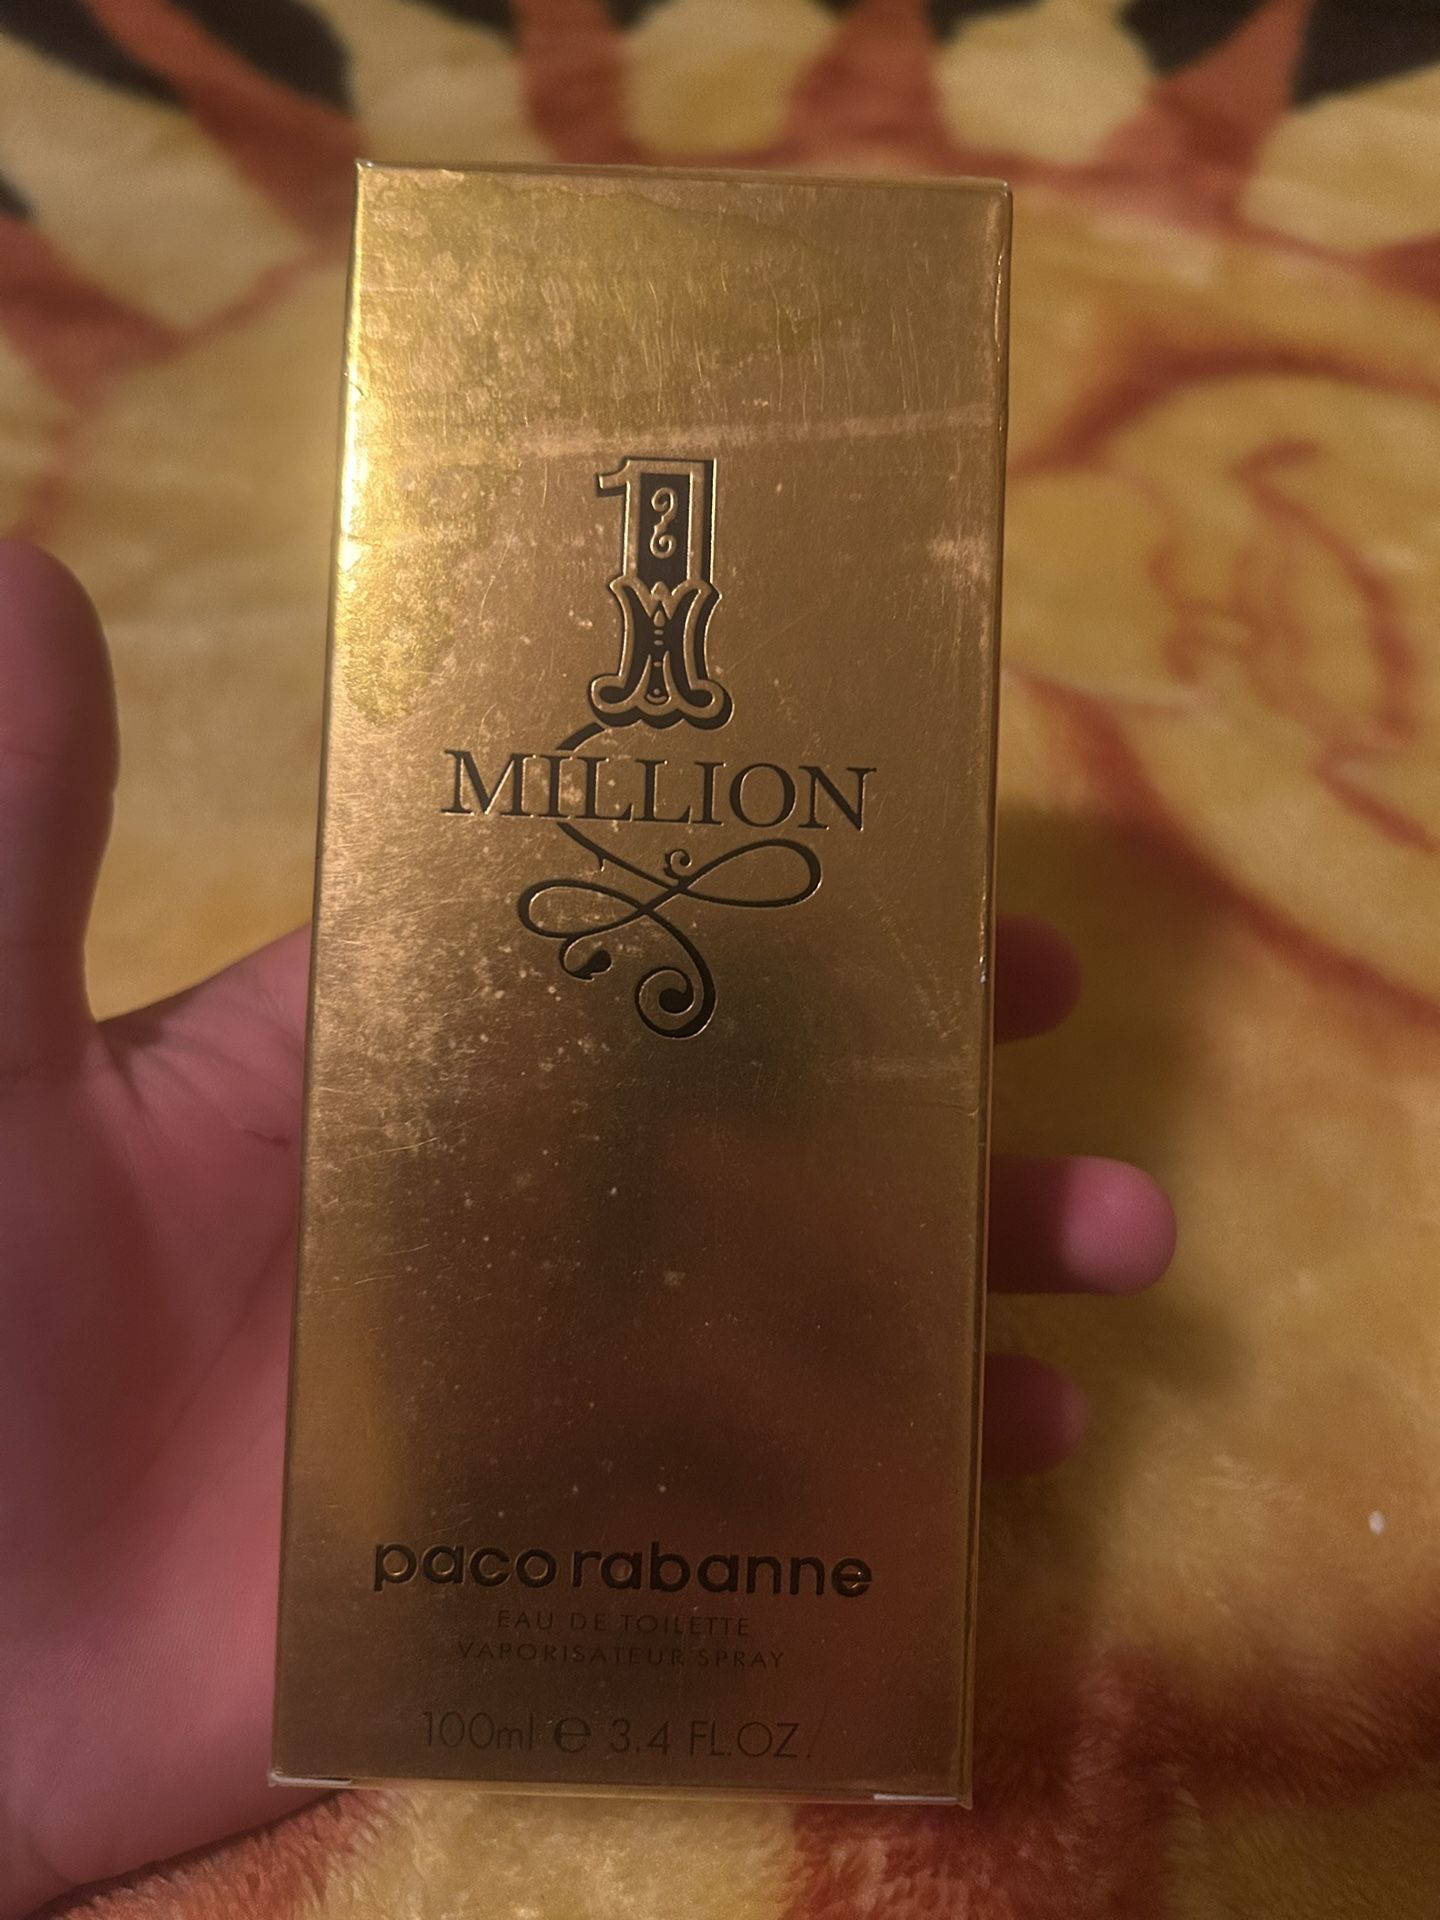 1
MILLION
paco rabanne
EAU DE TOILETTE
VAPORISATEUR SPRAY
100ml ℮ 3.4 FL.OZ.